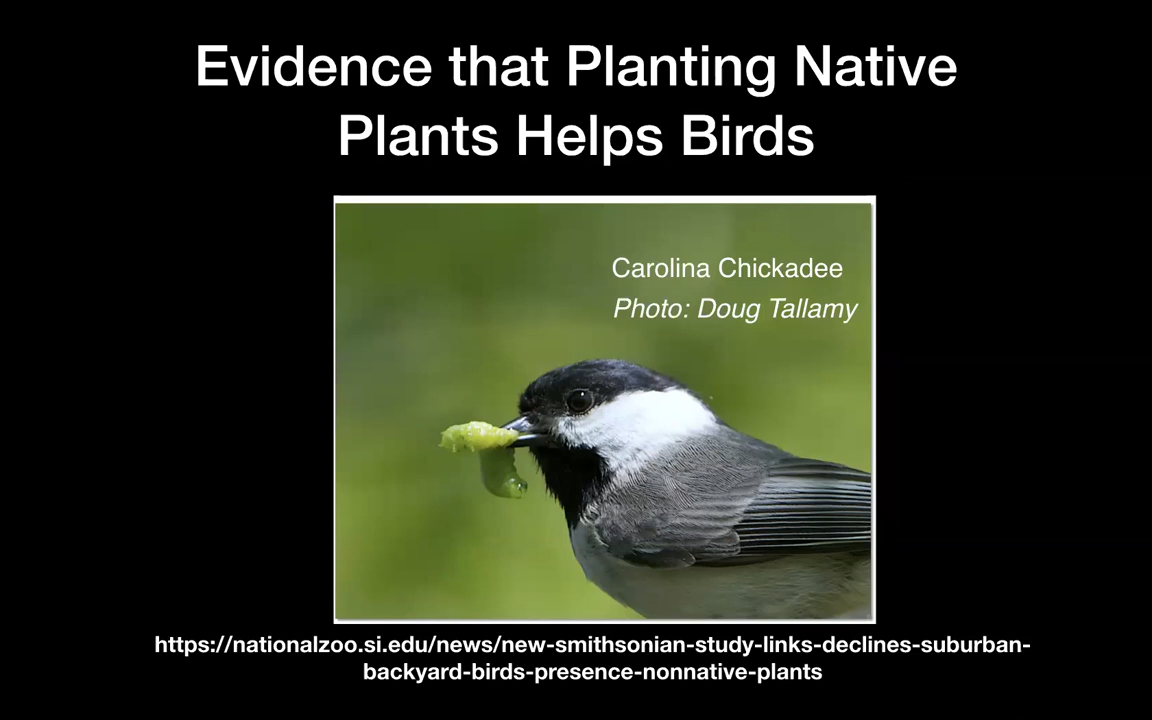 Evidence that Planting Native
Plants Helps Birds
Carolina Chickadee
Photo: Doug Tallamy
https://nationalzoo.si.edu/news/new-smithsonian-study-links-declines-suburban-
backyard-birds-presence-nonnative-plants